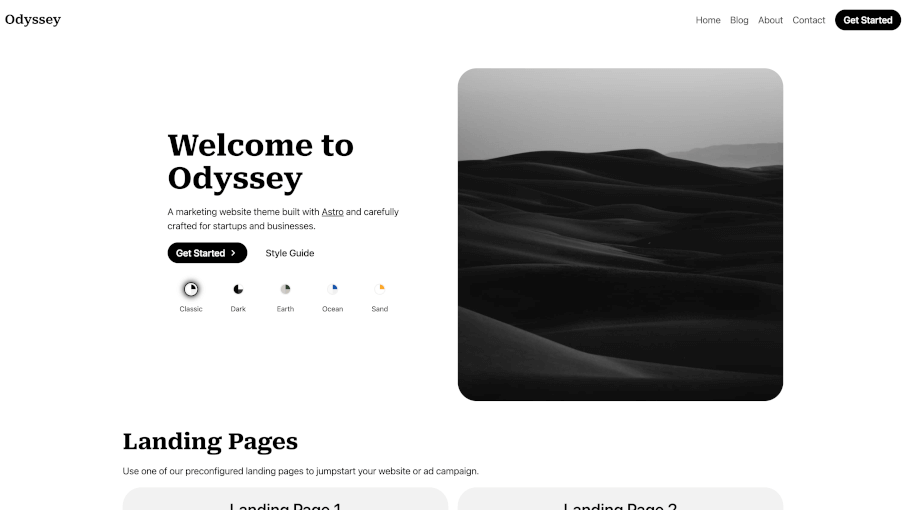 Odyssey
Home Blog About Contact Get Started
Welcome to
Odyssey
A marketing website theme built with Astro and carefully
crafted for startups and businesses.
Get Started > Style Guide
Classic Dark Earth Ocean Sand
Landing Pages
Use one of our preconfigured landing pages to jumpstart your website or ad campaign.
Landing Page 1 Landing Page 2